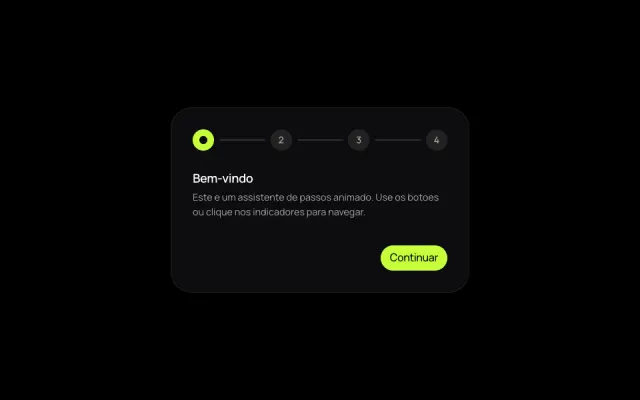 2 3 4
Bem-vindo
Este e um assistente de passos animado. Use os botoes
ou clique nos indicadores para navegar.
Continuar